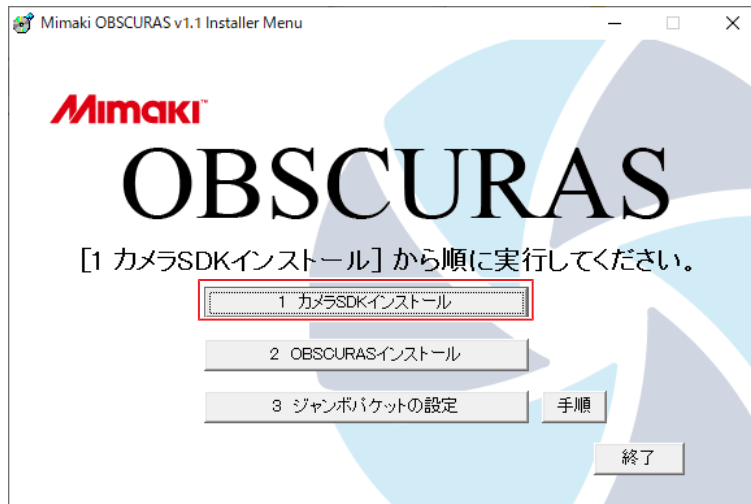 Mimaki OBSCURAS v1.1 Installer Menu
Mimaki™
OBSCURAS
[1 カメラSDKインストール] から順に実行してください。
1 カメラSDKインストール
2 OBSCURASインストール
3 ジャンボパケットの設定 手順
終了